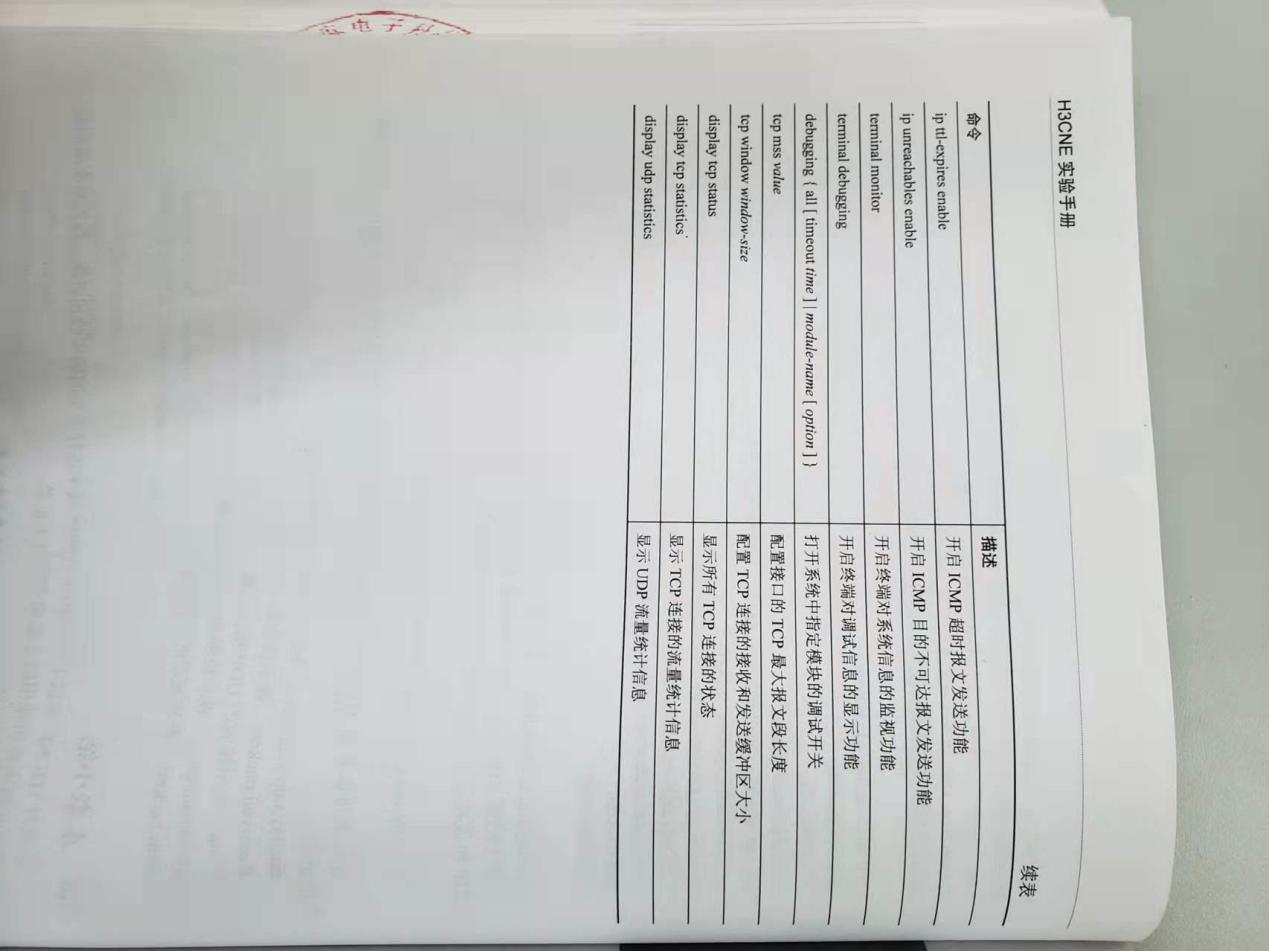 H3CNE 实验手册
续表
命令 描述
ip ttl-expires enable 开启 ICMP 超时报文发送功能
ip unreachables enable 开启 ICMP 目的不可达报文发送功能
terminal monitor 开启终端对系统信息的监视功能
terminal debugging 开启终端对调试信息的显示功能
debugging { all [ timeout time ] | module-name [ option ] } 打开系统中指定模块的调试开关
tcp mss value 配置接口的 TCP 最大报文段长度
tcp window window-size 配置 TCP 连接的接收和发送缓冲区大小
display tcp status 显示所有 TCP 连接的状态
display tcp statistics 显示 TCP 连接的流量统计信息
display udp statistics 显示 UDP 流量统计信息
电子科